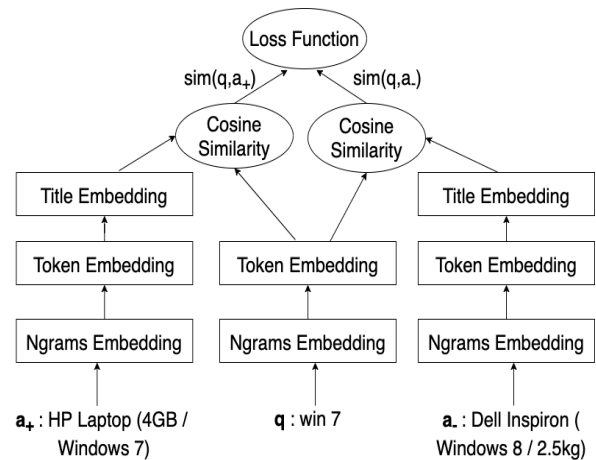 Loss Function
sim(q,a+) sim(q,a-)
Cosine Similarity
Cosine Similarity
Title Embedding
Title Embedding
Token Embedding
Token Embedding
Token Embedding
Ngrams Embedding
Ngrams Embedding
Ngrams Embedding
a+ : HP Laptop (4GB /
Windows 7)
q : win 7
a- : Dell Inspiron (
Windows 8 / 2.5kg)